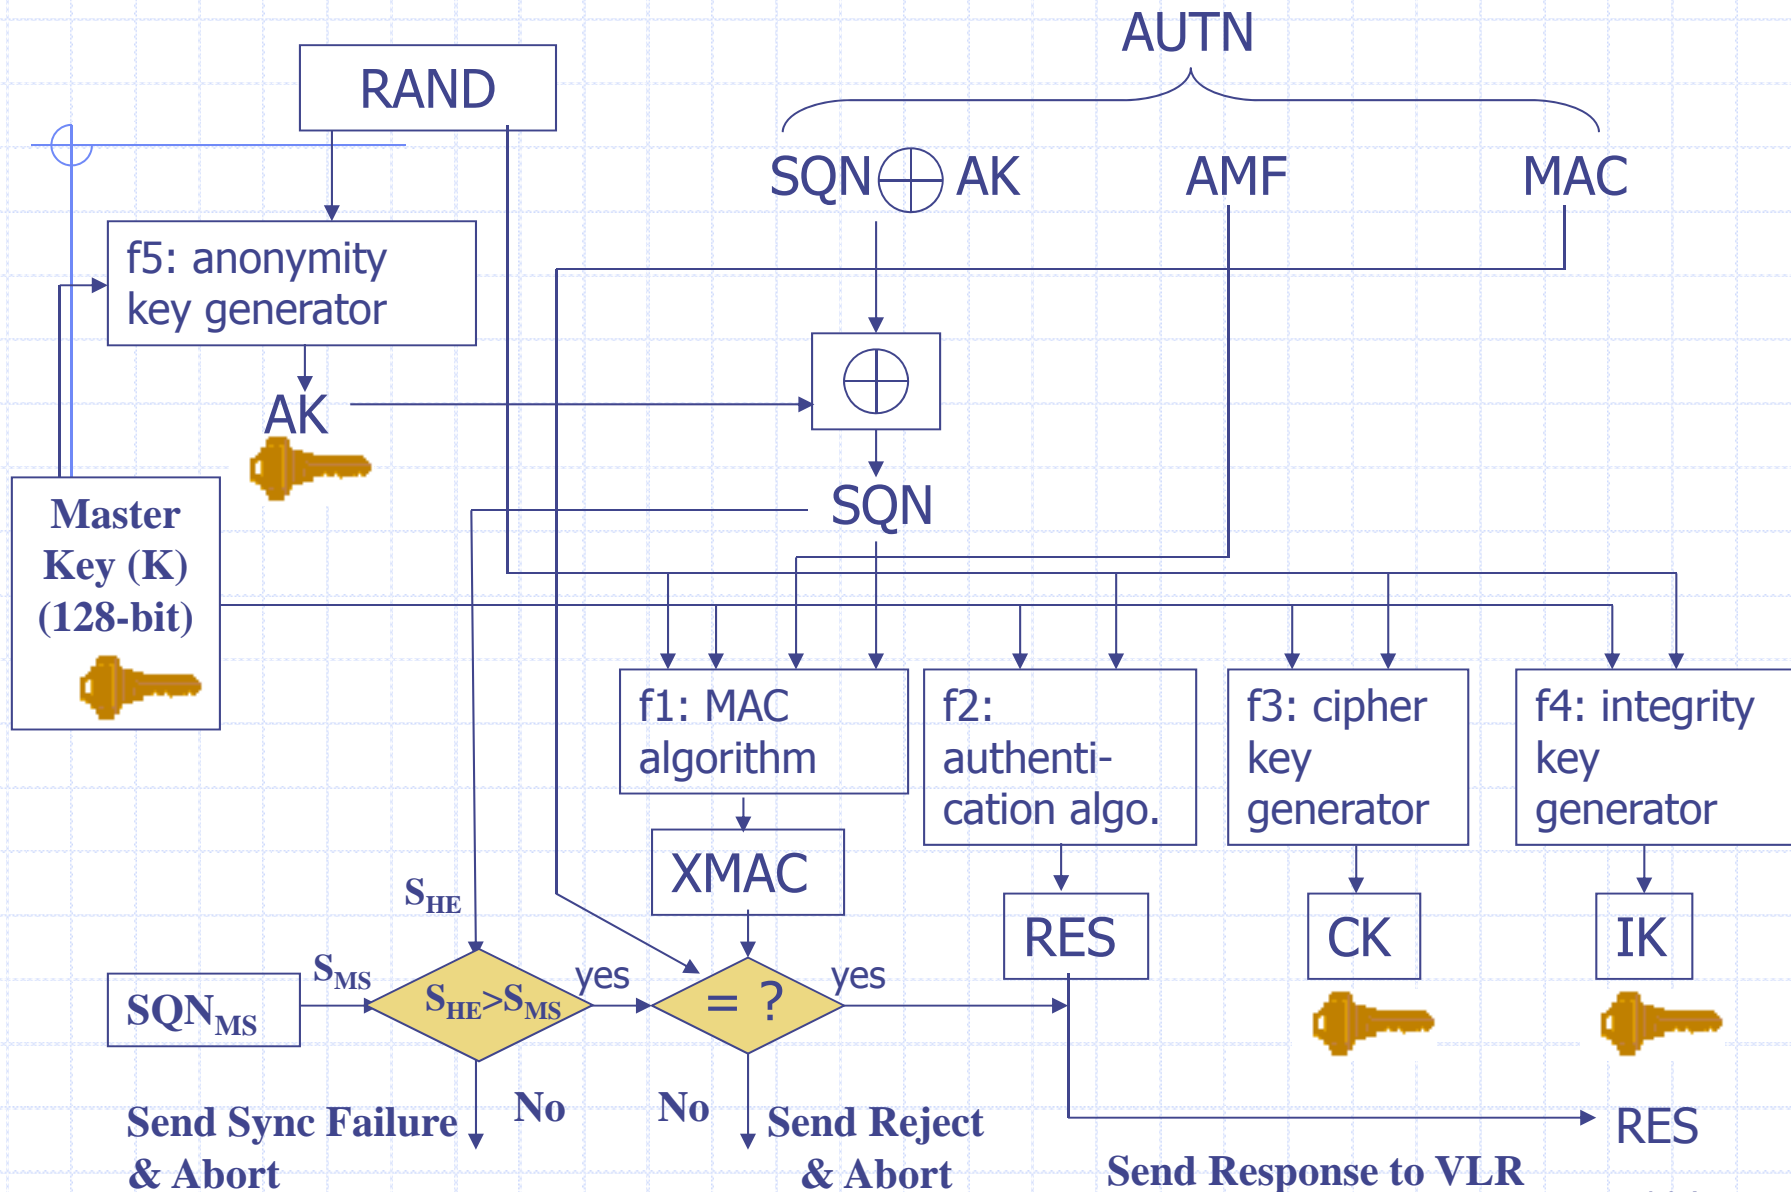 AUTN
RAND
SQN AK
AMF
MAC
f5: anonymity
key generator
AK
SQN
Master
Key (K)
(128-bit)
f1: MAC
algorithm
f2:
authenti-
cation algo.
f3: cipher
key
generator
f4: integrity
key
generator
XMAC
RES
CK
IK
SHE
SMS
SQNMS
SHE>SMS
yes
= ?
yes
No
No
Send Sync Failure
& Abort
Send Reject
& Abort
RES
Send Response to VLR